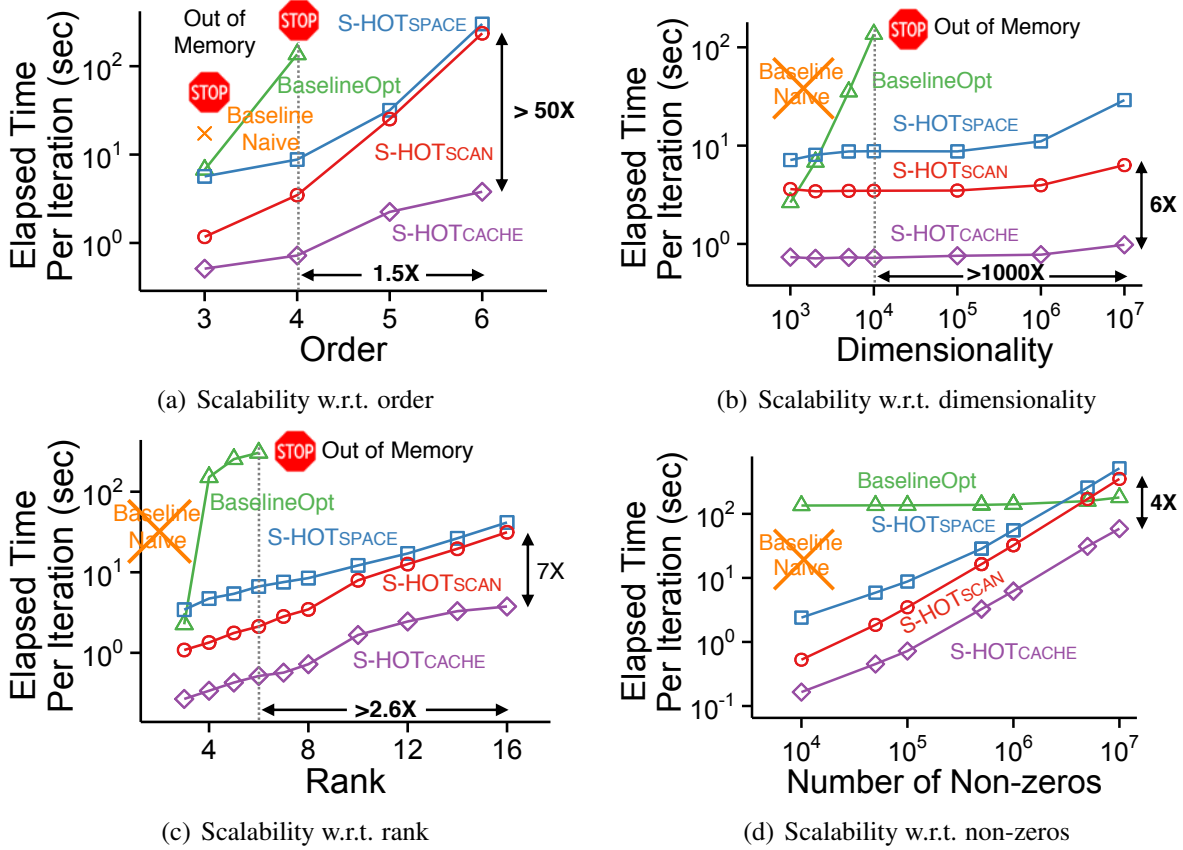 Elapsed Time
Per Iteration (sec)
10^2
10^1
10^0
Out of
Memory
STOP
STOP
S-HOTSPACE
BaselineOpt
Baseline
Naive
S-HOTSCAN
> 50X
S-HOTCACHE
1.5X
3 4 5 6
Order
(a) Scalability w.r.t. order
Elapsed Time
Per Iteration (sec)
10^2
10^1
10^0
STOP Out of Memory
Baseline
Naive
BaselineOpt
S-HOTSPACE
S-HOTSCAN
6X
S-HOTCACHE
>1000X
10^3 10^4 10^5 10^6 10^7
Dimensionality
(b) Scalability w.r.t. dimensionality
Elapsed Time
Per Iteration (sec)
10^2
10^1
10^0
STOP Out of Memory
BaselineOpt
Baseline
Naive
S-HOTSPACE
S-HOTSCAN
7X
S-HOTCACHE
>2.6X
4 8 12 16
Rank
(c) Scalability w.r.t. rank
Elapsed Time
Per Iteration (sec)
10^2
10^1
10^0
10^-1
BaselineOpt
S-HOTSPACE
4X
Baseline
Naive
S-HOTSCAN
S-HOTCACHE
10^4 10^5 10^6 10^7
Number of Non-zeros
(d) Scalability w.r.t. non-zeros